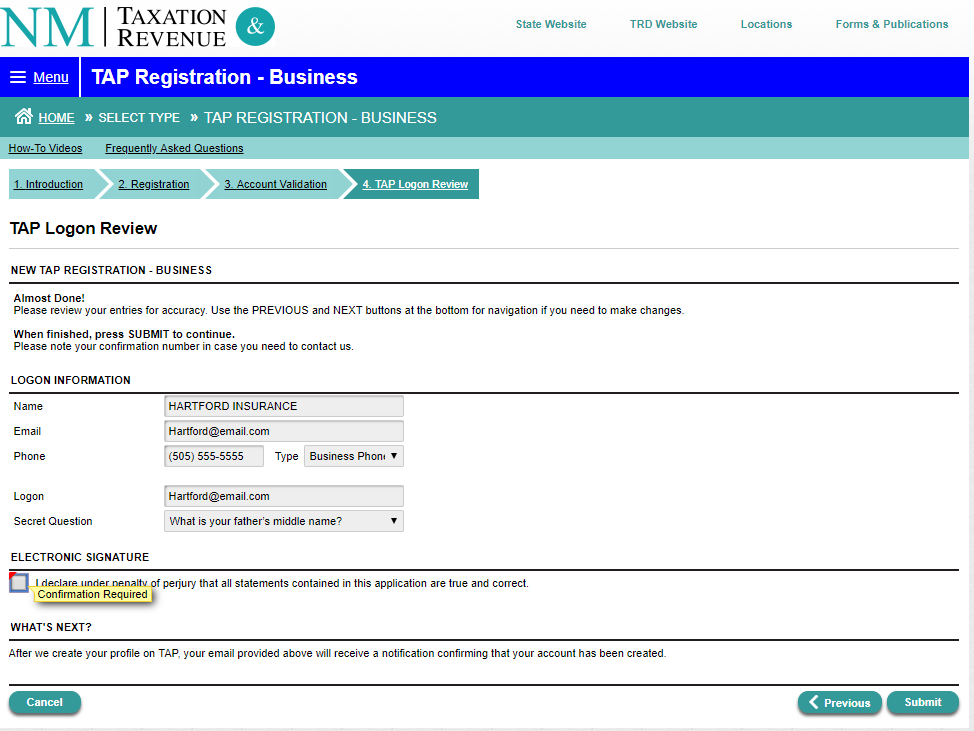 NM TAXATION & REVENUE
State Website TRD Website Locations Forms & Publications
Menu TAP Registration - Business
HOME » SELECT TYPE » TAP REGISTRATION - BUSINESS
How-To Videos Frequently Asked Questions
1. Introduction 2. Registration 3. Account Validation 4. TAP Logon Review
TAP Logon Review
NEW TAP REGISTRATION - BUSINESS
Almost Done!
Please review your entries for accuracy. Use the PREVIOUS and NEXT buttons at the bottom for navigation if you need to make changes.
When finished, press SUBMIT to continue.
Please note your confirmation number in case you need to contact us.
LOGON INFORMATION
Name HARTFORD INSURANCE
Email Hartford@email.com
Phone (505) 555-5555 Type Business Phon
Logon Hartford@email.com
Secret Question What is your father's middle name?
ELECTRONIC SIGNATURE
I declare under penalty of perjury that all statements contained in this application are true and correct.
Confirmation Required
WHAT'S NEXT?
After we create your profile on TAP, your email provided above will receive a notification confirming that your account has been created.
Cancel Previous Submit